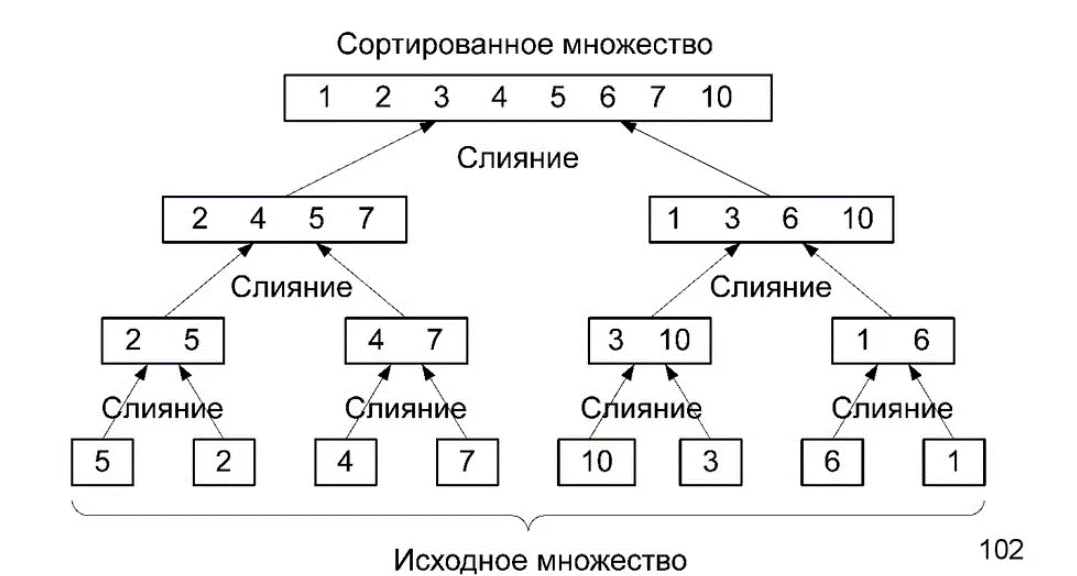 Сортированное множество
1 2 3 4 5 6 7 10
Слияние
2 4 5 7 1 3 6 10
Слияние Слияние
2 5 4 7 3 10 1 6
Слияние Слияние Слияние Слияние
5 2 4 7 10 3 6 1
Исходное множество
102